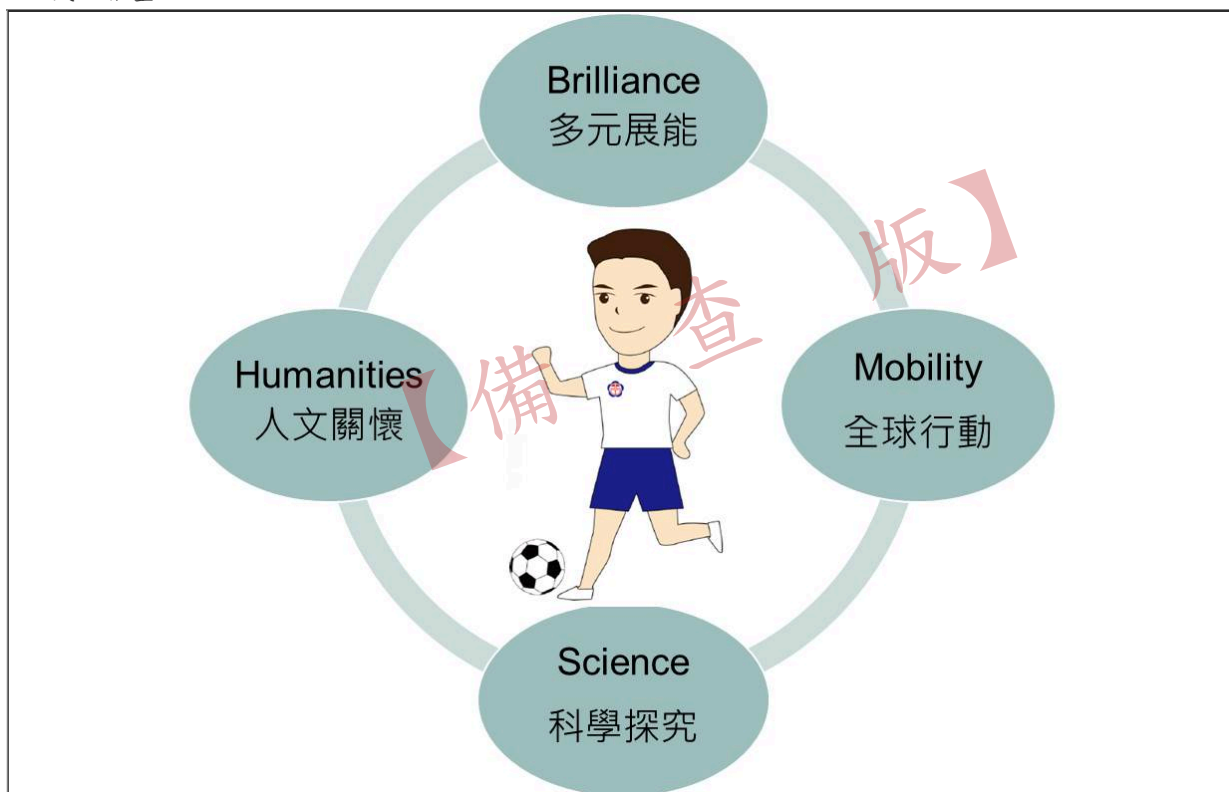 Brilliance
多元展能
Humanities
人文關懷
Mobility
全球行動
Science
科學探究
【備查版】